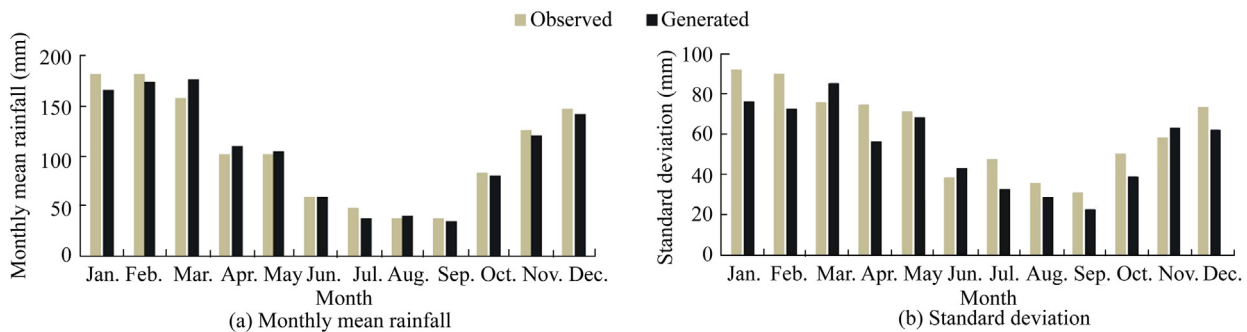 Observed Generated
Monthly mean rainfall (mm)
200
150
100
50
0
Jan. Feb. Mar. Apr. May Jun. Jul. Aug. Sep. Oct. Nov. Dec.
Month
(a) Monthly mean rainfall
Standard deviation (mm)
100
80
60
40
20
0
Jan. Feb. Mar. Apr. May Jun. Jul. Aug. Sep. Oct. Nov. Dec.
Month
(b) Standard deviation